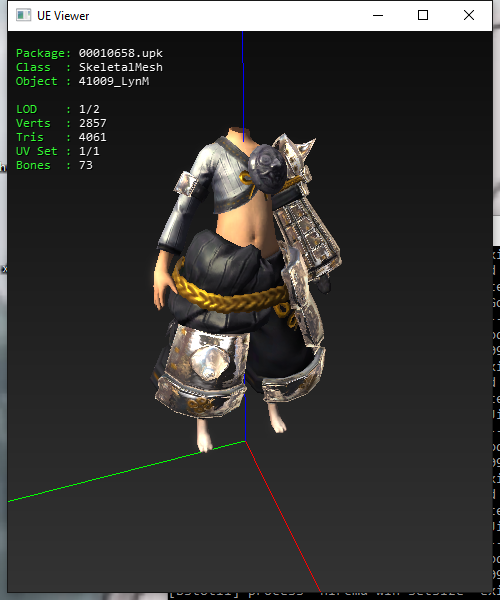 UE Viewer
Package: 00010658.upk
Class  : SkeletalMesh
Object : 41009_LynM
LOD    : 1/2
Verts  : 2857
Tris   : 4061
UV Set : 1/1
Bones  : 73